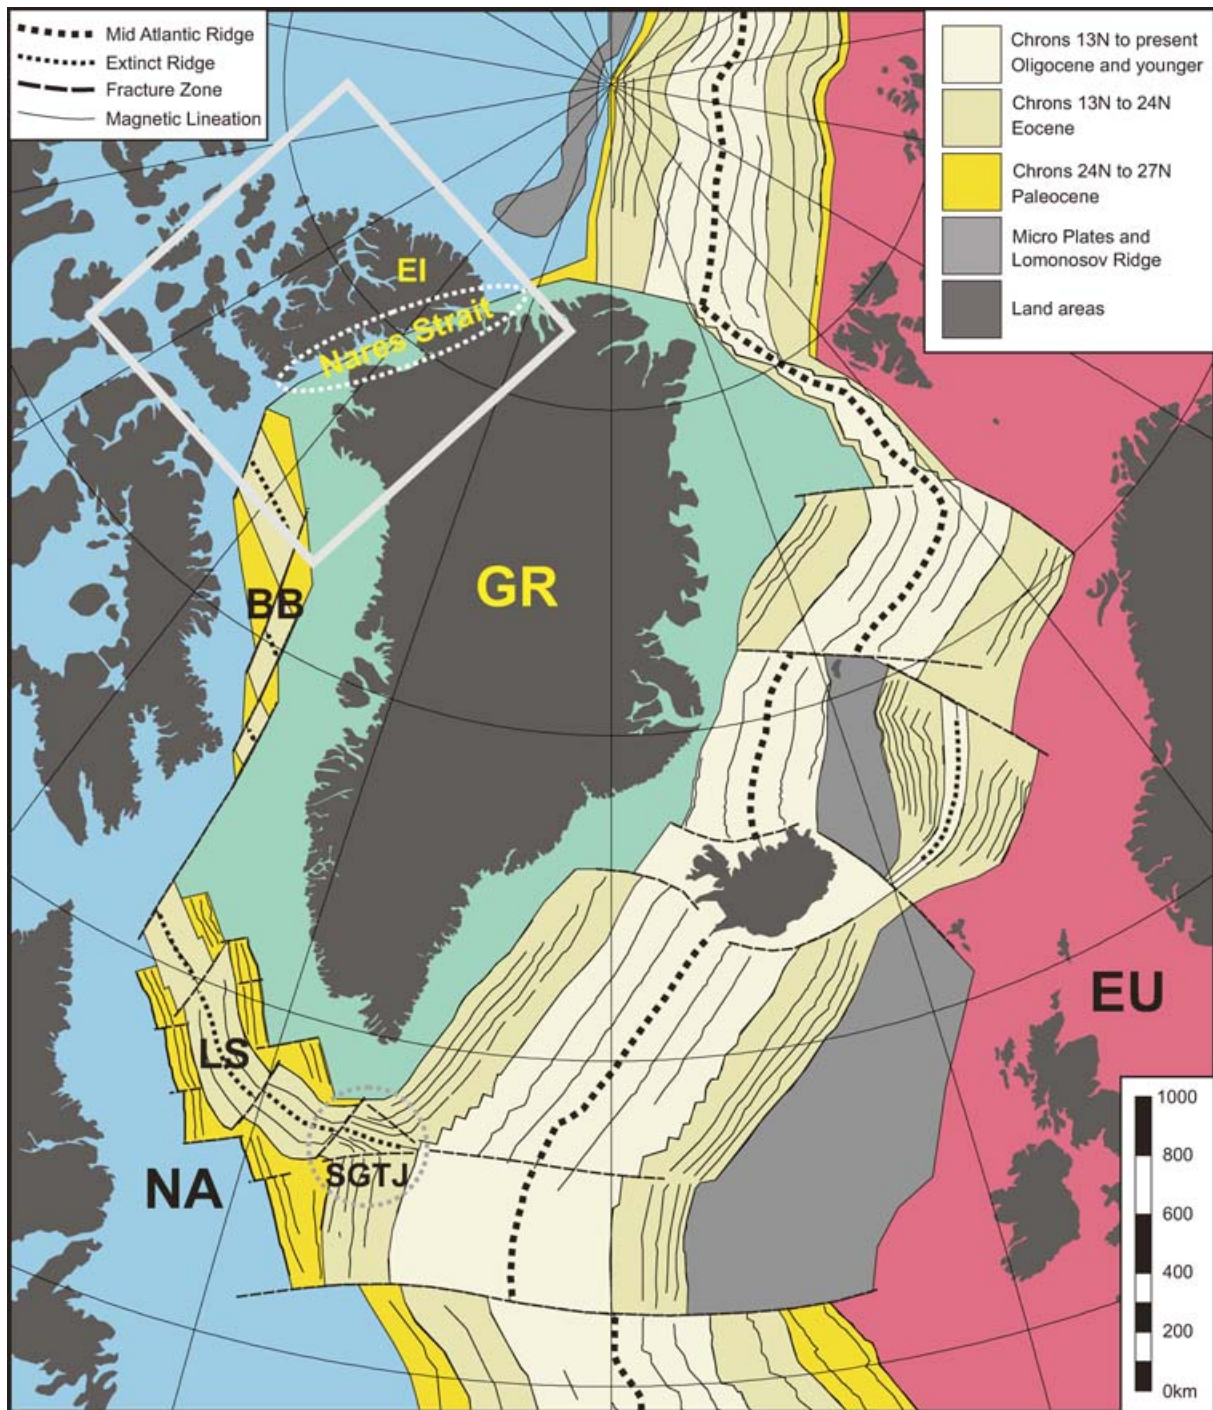 Mid Atlantic Ridge
Extinct Ridge
Fracture Zone
Magnetic Lineation
Chrons 13N to present
Oligocene and younger
Chrons 13N to 24N
Eocene
Chrons 24N to 27N
Paleocene
Micro Plates and
Lomonosov Ridge
Land areas
EI
Nares Strait
GR
BB
EU
LS
NA
SGTJ
1000
800
600
400
200
0km